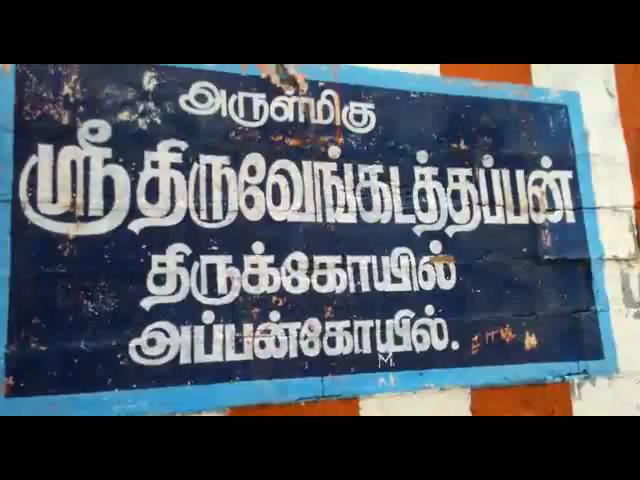 அருள்மிகு
ஸ்ரீதிருவேங்கடத்தப்பன்
திருக்கோயில்
அப்பன்கோயில்.
M.